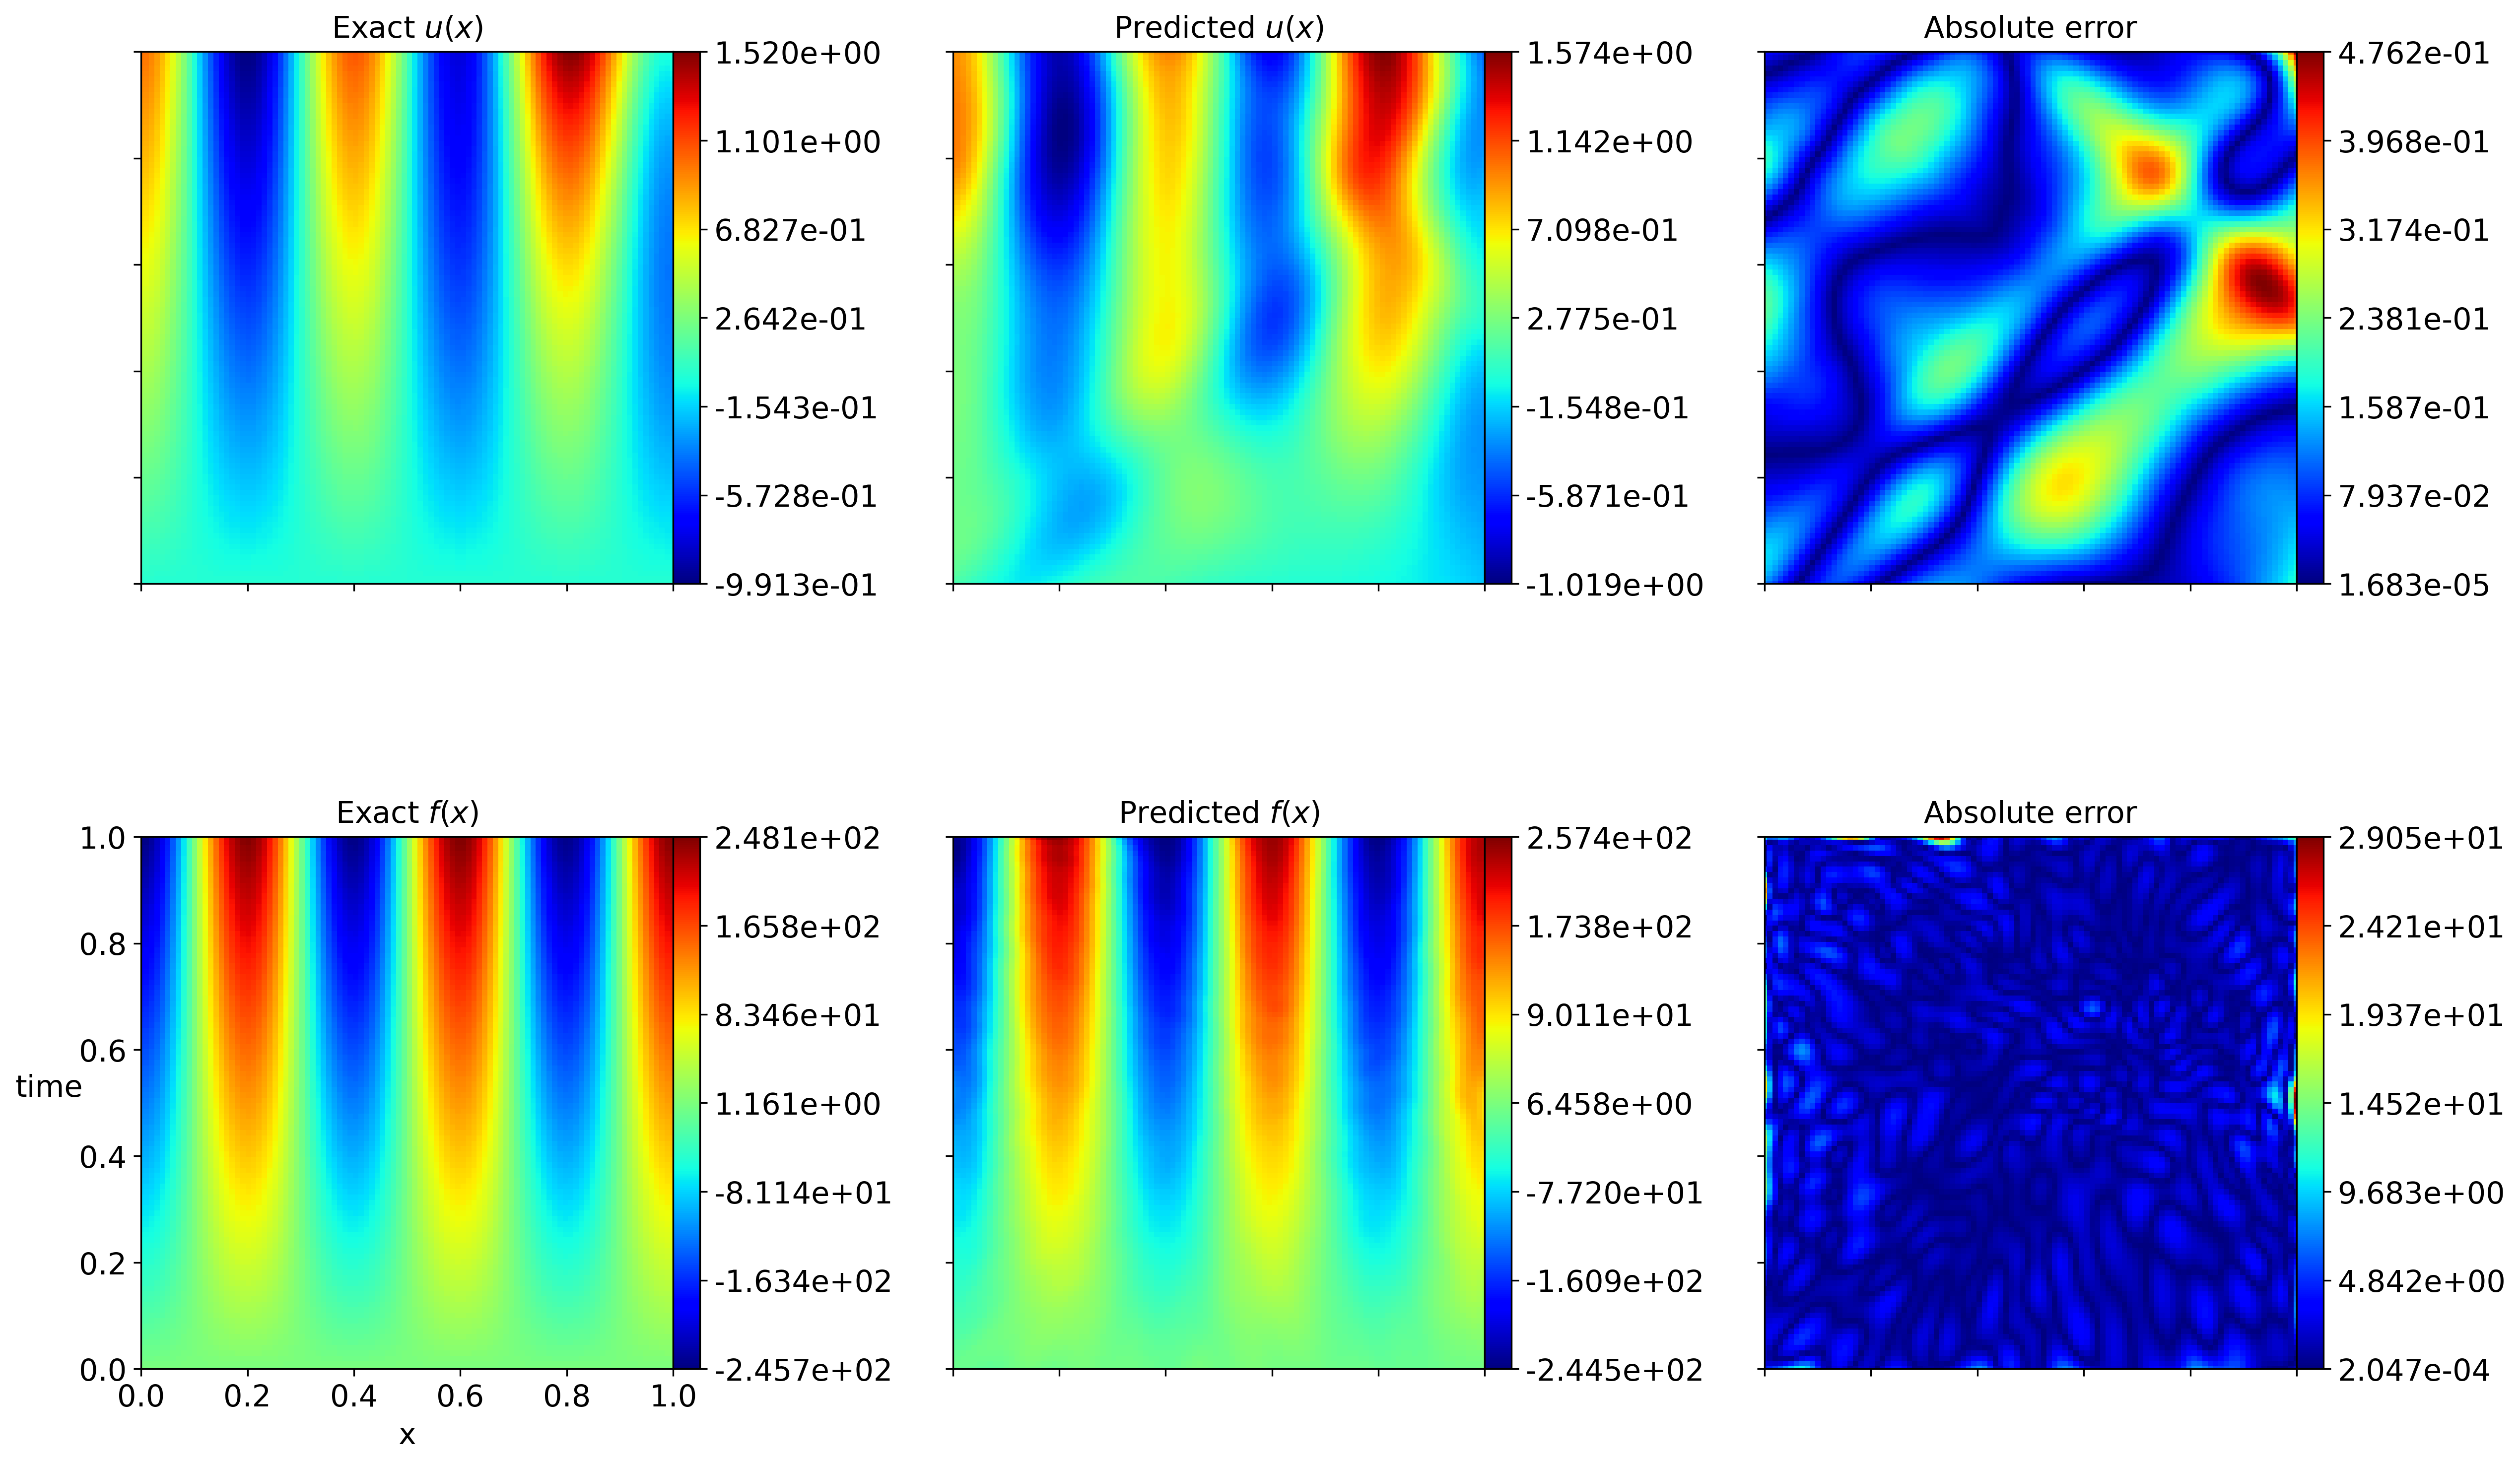 Exact u(x)
1.520e+00
1.101e+00
6.827e-01
2.642e-01
-1.543e-01
-5.728e-01
-9.913e-01
Predicted u(x)
1.574e+00
1.142e+00
7.098e-01
2.775e-01
-1.548e-01
-5.871e-01
-1.019e+00
Absolute error
4.762e-01
3.968e-01
3.174e-01
2.381e-01
1.587e-01
7.937e-02
1.683e-05
Exact f(x)
1.0
0.8
0.6
time
0.4
0.2
0.0
0.0 0.2 0.4 0.6 0.8 1.0
x
2.481e+02
1.658e+02
8.346e+01
1.161e+00
-8.114e+01
-1.634e+02
-2.457e+02
Predicted f(x)
2.574e+02
1.738e+02
9.011e+01
6.458e+00
-7.720e+01
-1.609e+02
-2.445e+02
Absolute error
2.905e+01
2.421e+01
1.937e+01
1.452e+01
9.683e+00
4.842e+00
2.047e-04